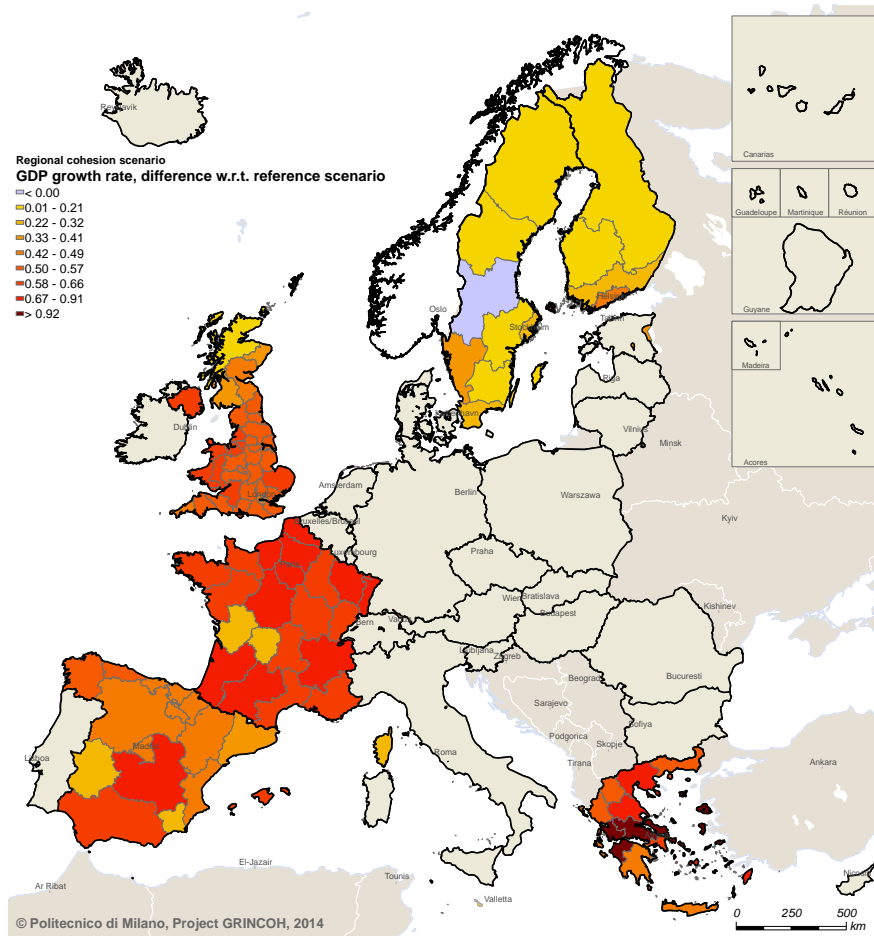 Reykjavik
Canarias
Regional cohesion scenario
GDP growth rate, difference w.r.t. reference scenario
< 0.00
0.01 - 0.21
0.22 - 0.32
0.33 - 0.41
0.42 - 0.49
0.50 - 0.57
0.58 - 0.66
0.67 - 0.91
> 0.92
Guadeloupe
Martinique
Réunion
Guyane
Madeira
Acores
Oslo
Helsinki
Tallinn
Stockholm
Riga
København
Vilnius
Minsk
Dublin
Amsterdam
Berlin
Warszawa
London
Bruxelles/Brussel
Kyiv
Luxembourg
Praha
Kishinev
Wien
Bratislava
Budapest
Bern
Vaduz
Ljubljana
Zagreb
Beograd
Bucuresti
Sarajevo
Sofiya
Podgorica
Skopje
Tirana
Roma
Madrid
Lisboa
Ankara
El-Jazair
Tounis
Ar Ribat
Valletta
Nicosia
© Politecnico di Milano, Project GRINCOH, 2014
0 250 500
km